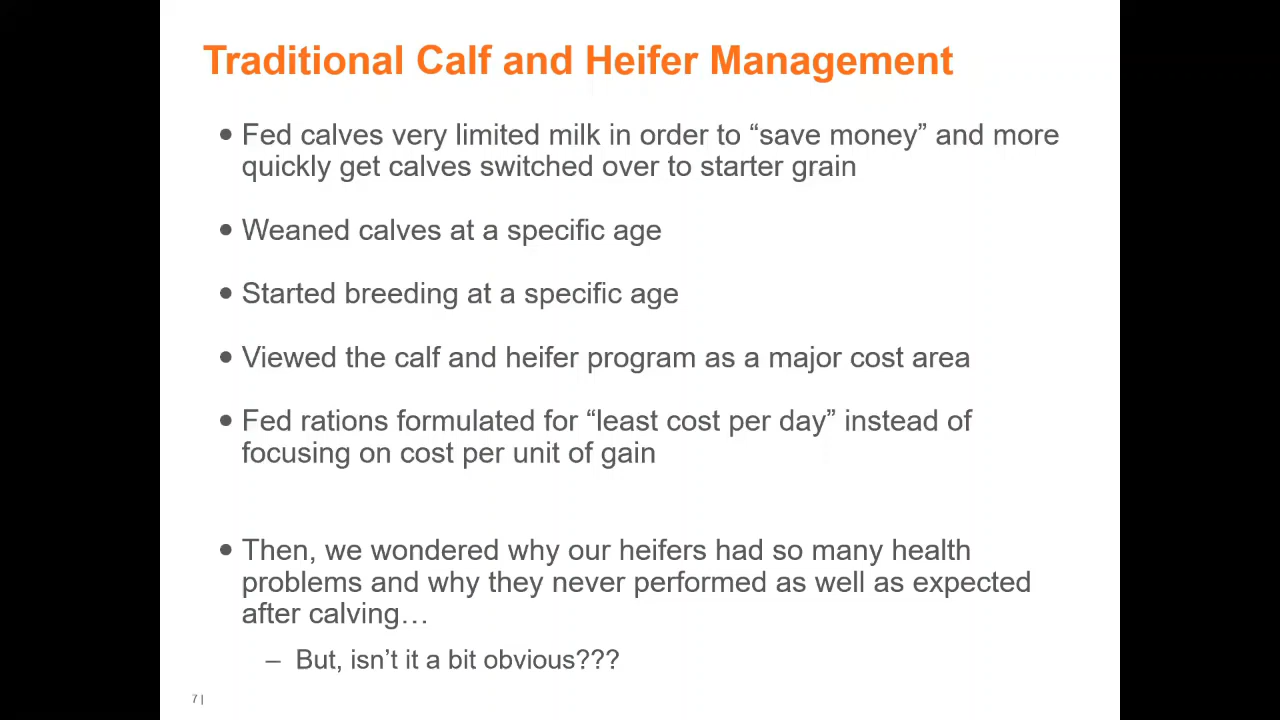 Traditional Calf and Heifer Management
• Fed calves very limited milk in order to “save money” and more
quickly get calves switched over to starter grain
• Weaned calves at a specific age
• Started breeding at a specific age
• Viewed the calf and heifer program as a major cost area
• Fed rations formulated for “least cost per day” instead of
focusing on cost per unit of gain
• Then, we wondered why our heifers had so many health
problems and why they never performed as well as expected
after calving…
– But, isn’t it a bit obvious???
7 |